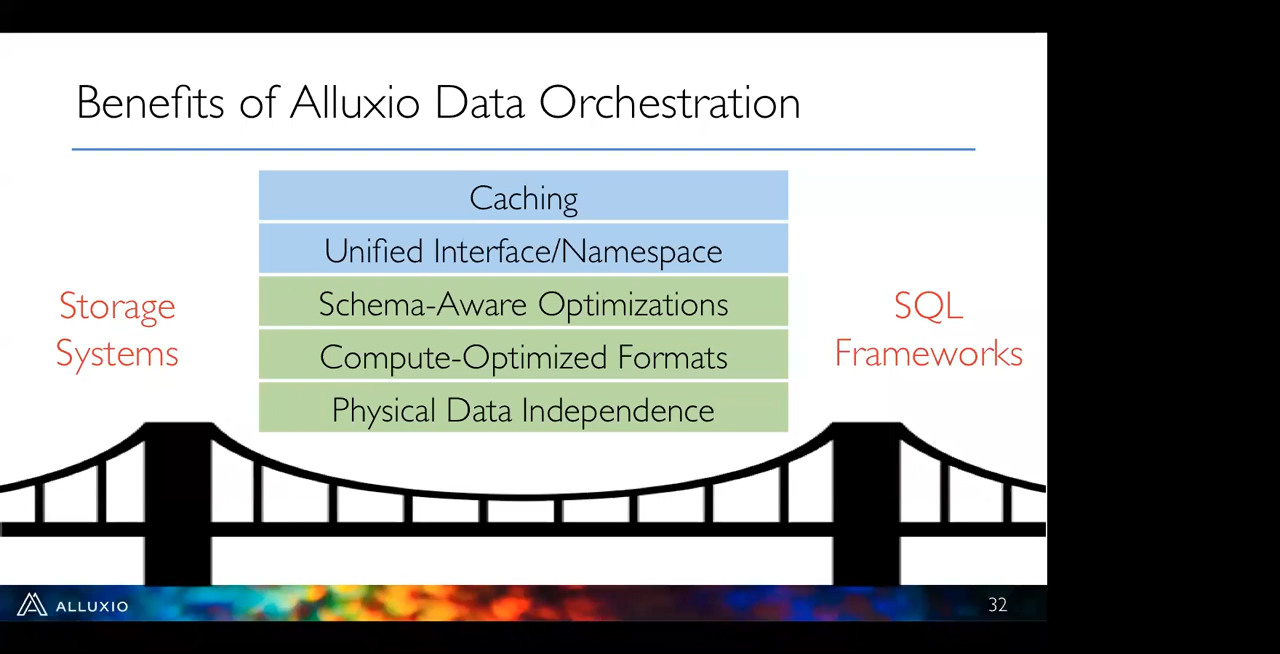 Benefits of Alluxio Data Orchestration
Caching
Unified Interface/Namespace
Schema-Aware Optimizations
Compute-Optimized Formats
Physical Data Independence
Storage
Systems
SQL
Frameworks
ALLUXIO
32